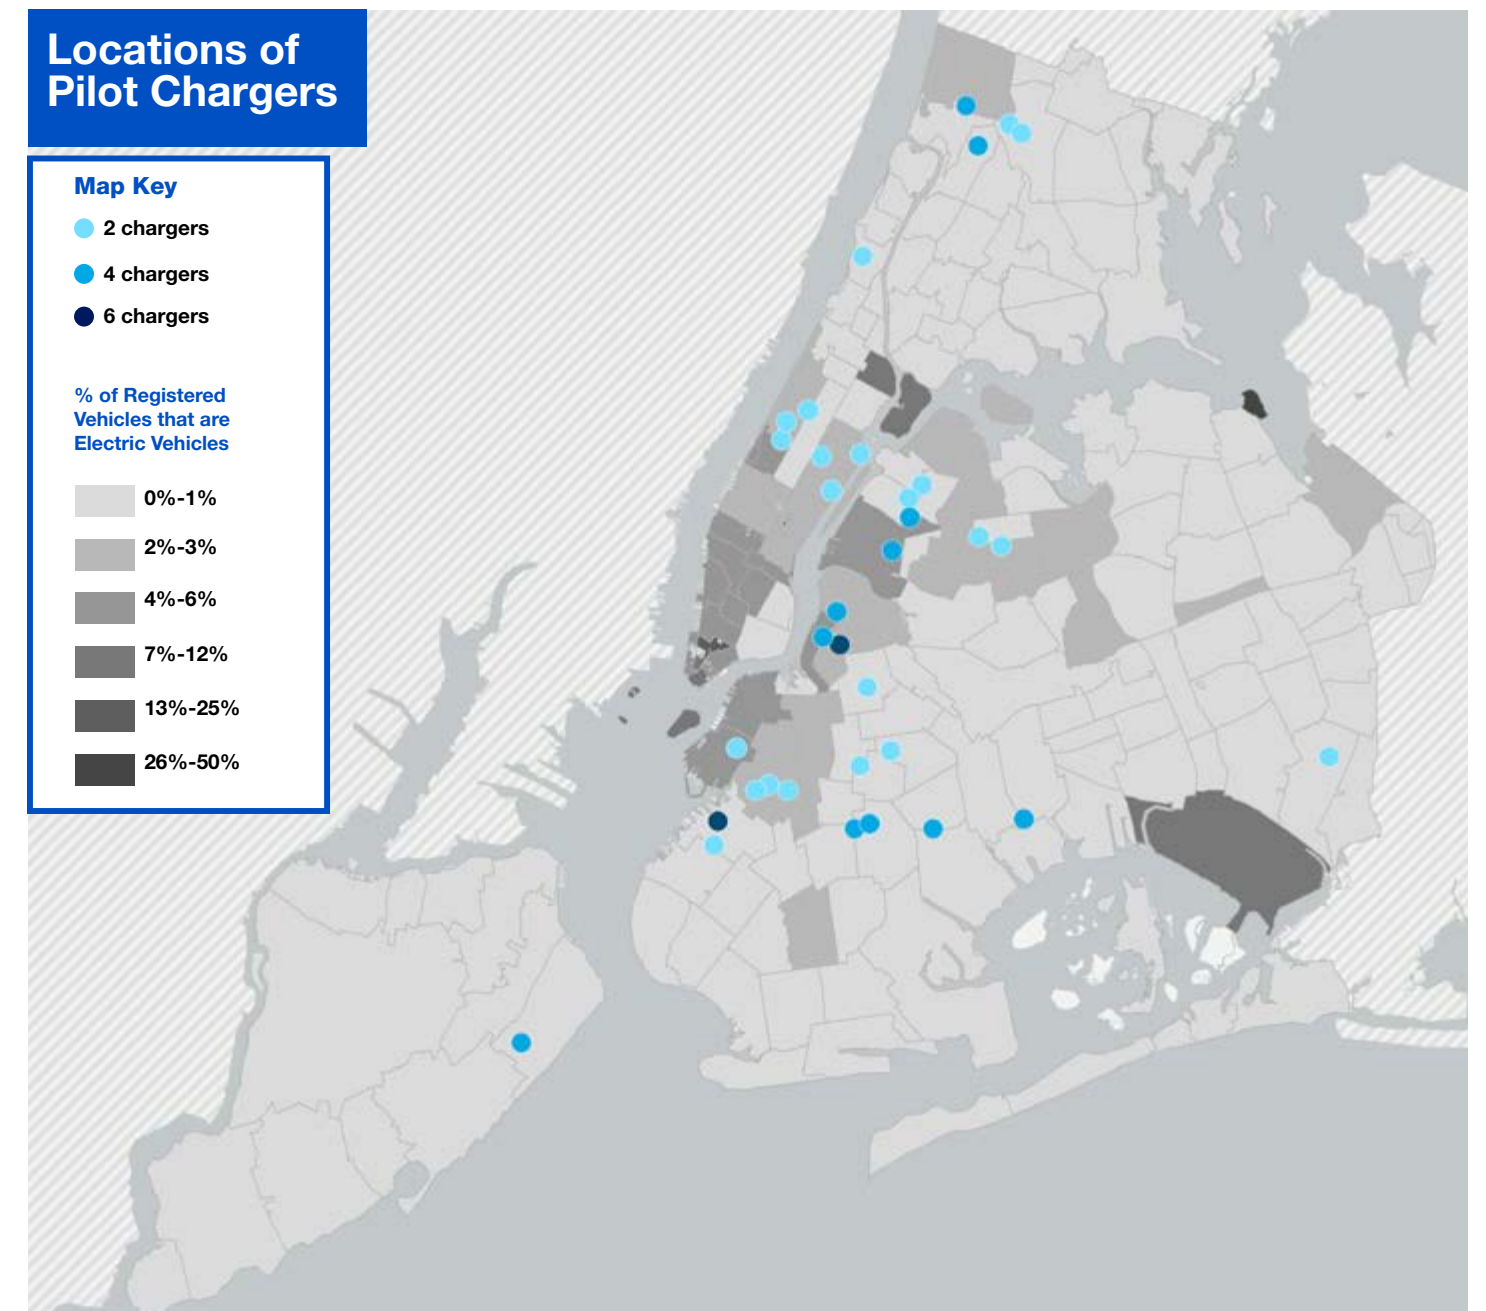 Locations of
Pilot Chargers
Map Key
2 chargers
4 chargers
6 chargers
% of Registered
Vehicles that are
Electric Vehicles
0%-1%
2%-3%
4%-6%
7%-12%
13%-25%
26%-50%